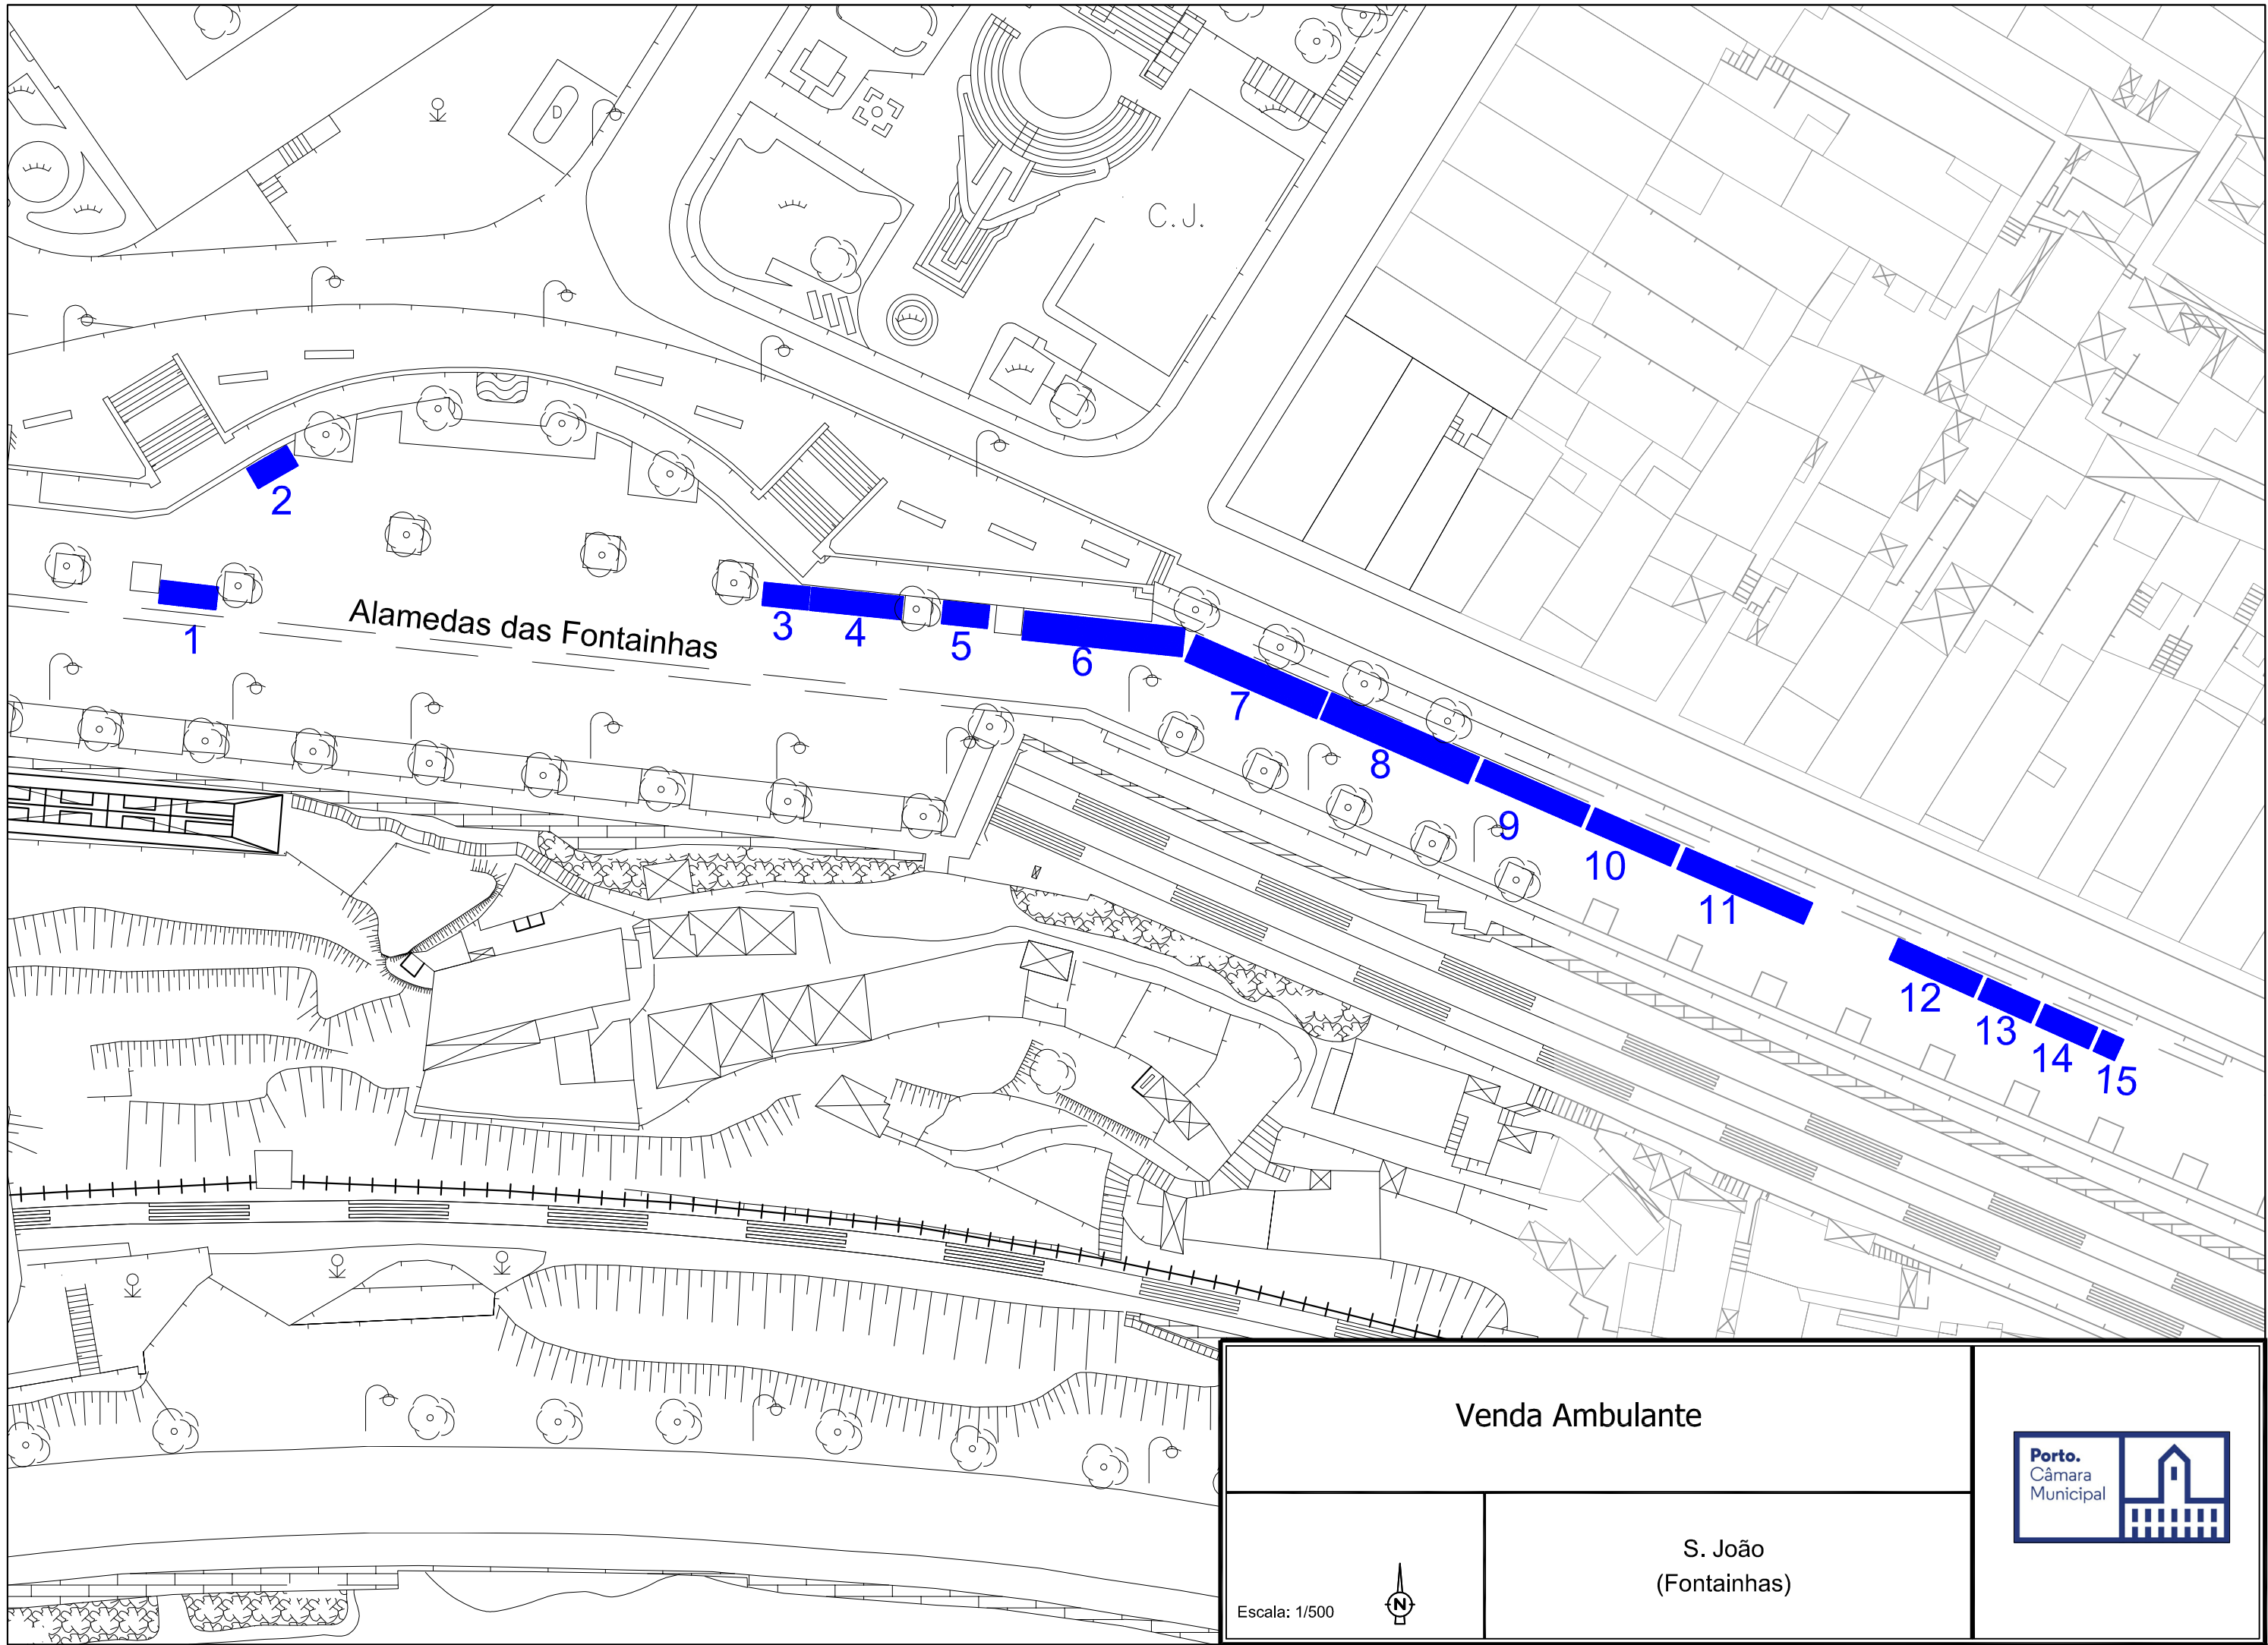 C.J.
2
Alamedas das Fontainhas
1
3
4
5
6
7
8
9
10
11
12
13
14
15
Venda Ambulante
Porto.
Câmara
Municipal
S. João
(Fontainhas)
Escala: 1/500
N